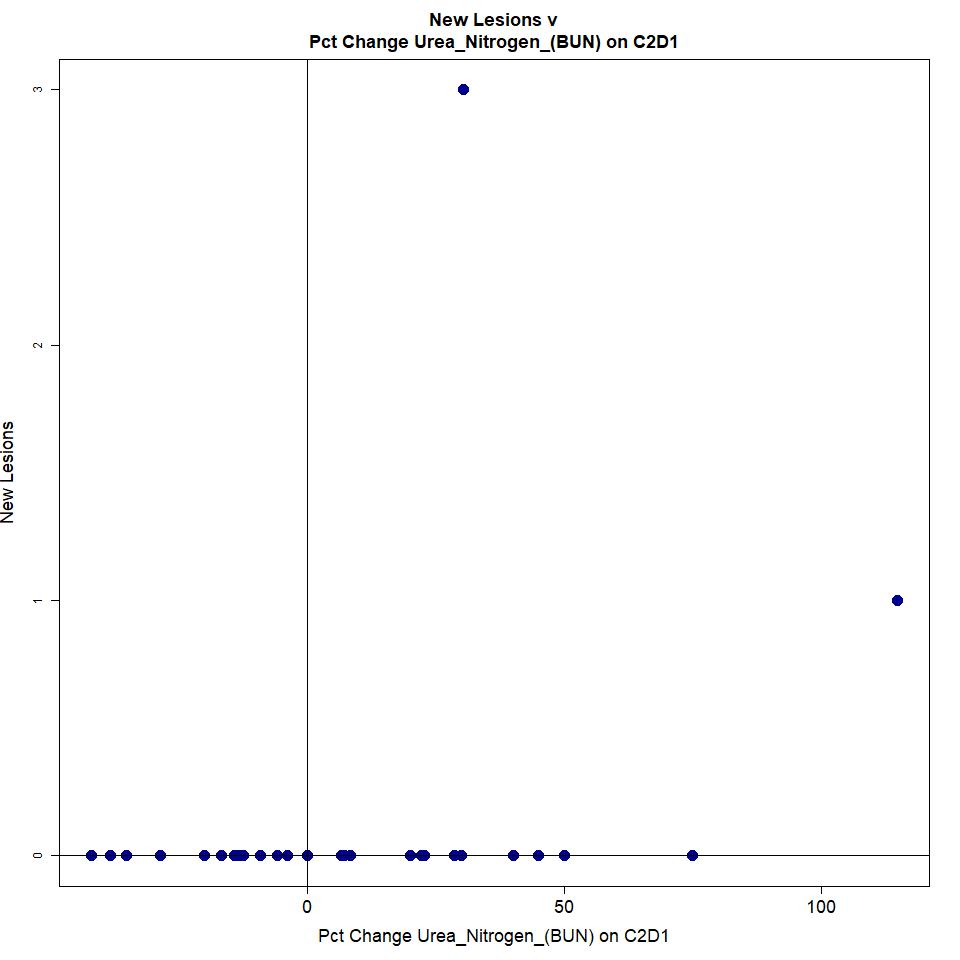 New Lesions v
Pct Change Urea_Nitrogen_(BUN) on C2D1
3
2
1
0
New Lesions
0 50 100
Pct Change Urea_Nitrogen_(BUN) on C2D1